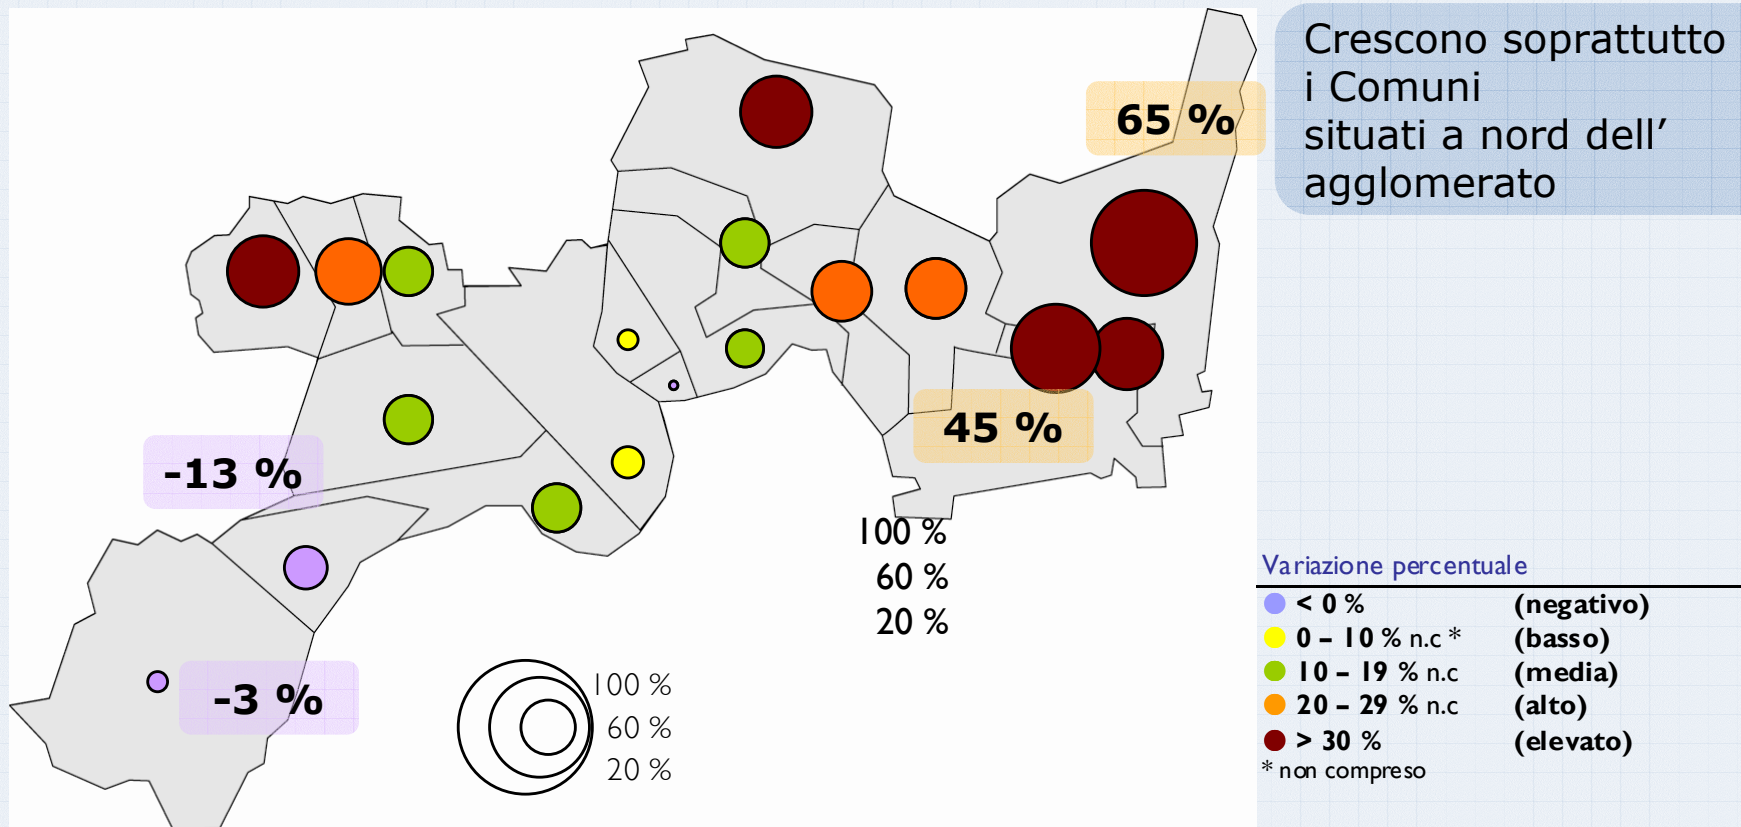 Crescono soprattutto
i Comuni
situati a nord dell’
agglomerato
65 %
45 %
-13 %
-3 %
100 %
60 %
20 %
100 %
60 %
20 %
Variazione percentuale
< 0 % (negativo)
0 – 10 % n.c * (basso)
10 – 19 % n.c (media)
20 – 29 % n.c (alto)
> 30 % (elevato)
* non compreso